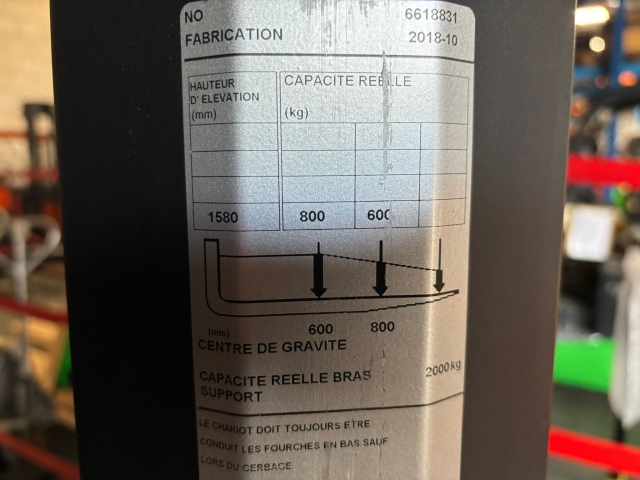 NO 6618831
FABRICATION 2018-10
HAUTEUR
D' ELEVATION
(mm)
CAPACITE REELLE
(kg)
1580 800 600
(mm) 600 800
CENTRE DE GRAVITE
CAPACITE REELLE BRAS 2000kg
SUPPORT
LE CHARIOT DOIT TOUJOURS ETRE
CONDUIT LES FOURCHES EN BAS SAUF
LORS DU CERBACE